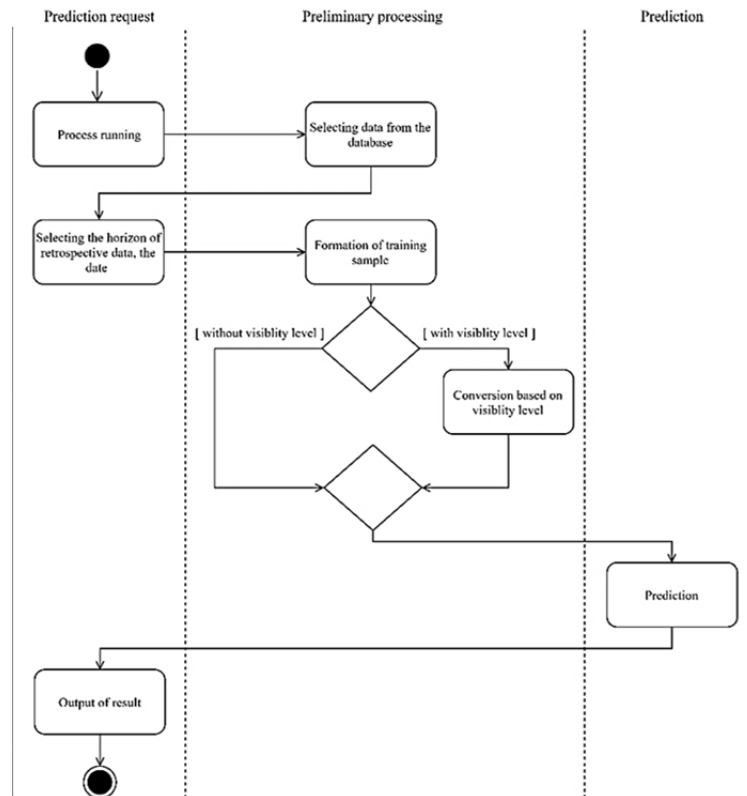 Prediction request
Preliminary processing
Prediction
Process running
Selecting data from the
database
Selecting the horizon of
retrospective data, the
date
Formation of training
sample
[ without visiblity level ]
[ with visiblity level ]
Conversion based on
visiblity level
Prediction
Output of result